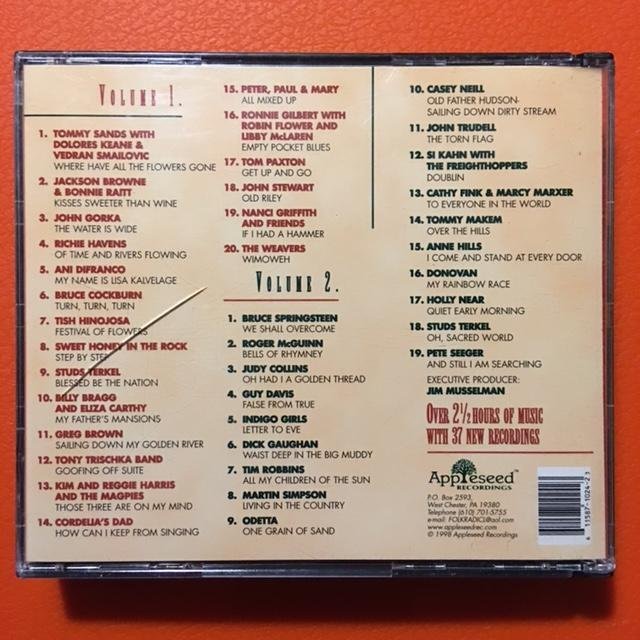 VOLUME 1.
1. TOMMY SANDS WITH
DOLORES KEANE &
VEDRAN SMAILOVIC
WHERE HAVE ALL THE FLOWERS GONE
2. JACKSON BROWNE
& BONNIE RAITT
KISSES SWEETER THAN WINE
3. JOHN GORKA
THE WATER IS WIDE
4. RICHIE HAVENS
OF TIME AND RIVERS FLOWING
5. ANI DIFRANCO
MY NAME IS LISA KALVELAGE
6. BRUCE COCKBURN
TURN, TURN, TURN
7. TISH HINOJOSA
FESTIVAL OF FLOWERS
8. SWEET HONEY IN THE ROCK
STEP BY STEP
9. STUDS TERKEL
BLESSED BE THE NATION
10. BILLY BRAGG
AND ELIZA CARTHY
MY FATHER'S MANSIONS
11. GREG BROWN
SAILING DOWN MY GOLDEN RIVER
12. TONY TRISCHKA BAND
GOOFING OFF SUITE
13. KIM AND REGGIE HARRIS
AND THE MAGPIES
THOSE THREE ARE ON MY MIND
14. CORDELIA'S DAD
HOW CAN I KEEP FROM SINGING
15. PETER, PAUL & MARY
ALL MIXED UP
16. RONNIE GILBERT WITH
ROBIN FLOWER AND
LIBBY McLAREN
EMPTY POCKET BLUES
17. TOM PAXTON
GET UP AND GO
18. JOHN STEWART
OLD RILEY
19. NANCI GRIFFITH
AND FRIENDS
IF I HAD A HAMMER
20. THE WEAVERS
WIMOWEH
VOLUME 2.
1. BRUCE SPRINGSTEEN
WE SHALL OVERCOME
2. ROGER McGUINN
BELLS OF RHYMNEY
3. JUDY COLLINS
OH HAD I A GOLDEN THREAD
4. GUY DAVIS
FALSE FROM TRUE
5. INDIGO GIRLS
LETTER TO EVE
6. DICK GAUGHAN
WAIST DEEP IN THE BIG MUDDY
7. TIM ROBBINS
ALL MY CHILDREN OF THE SUN
8. MARTIN SIMPSON
LIVING IN THE COUNTRY
9. ODETTA
ONE GRAIN OF SAND
10. CASEY NEILL
OLD FATHER HUDSON-
SAILING DOWN DIRTY STREAM
11. JOHN TRUDELL
THE TORN FLAG
12. SI KAHN WITH
THE FREIGHTHOPPERS
DOUBLIN
13. CATHY FINK & MARCY MARXER
TO EVERYONE IN THE WORLD
14. TOMMY MAKEM
OVER THE HILLS
15. ANNE HILLS
I COME AND STAND AT EVERY DOOR
16. DONOVAN
MY RAINBOW RACE
17. HOLLY NEAR
QUIET EARLY MORNING
18. STUDS TERKEL
OH, SACRED WORLD
19. PETE SEEGER
AND STILL I AM SEARCHING
EXECUTIVE PRODUCER:
JIM MUSSELMAN
OVER 2½ HOURS OF MUSIC
WITH 37 NEW RECORDINGS
Appleseed™
RECORDINGS
P.O. Box 2593,
West Chester, PA 19380
Telephone (610) 701-5755
e-mail: FOLKRADICL@aol.com
www.appleseedrec.com
© 1998 Appleseed Recordings
6 11587 1024-2 3